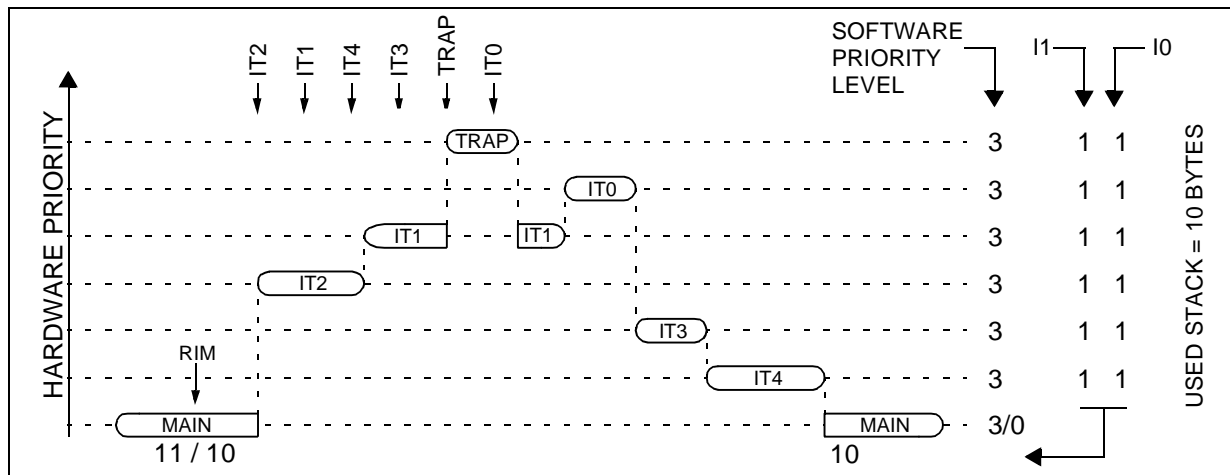 SOFTWARE
PRIORITY
LEVEL
I1
I0
IT2
IT1
IT4
IT3
TRAP
IT0
HARDWARE PRIORITY
TRAP
3
1 1
IT0
3
1 1
IT1
IT1
3
1 1
IT2
3
1 1
IT3
3
1 1
RIM
IT4
3
1 1
MAIN
MAIN
3/0
11 / 10
10
USED STACK = 10 BYTES